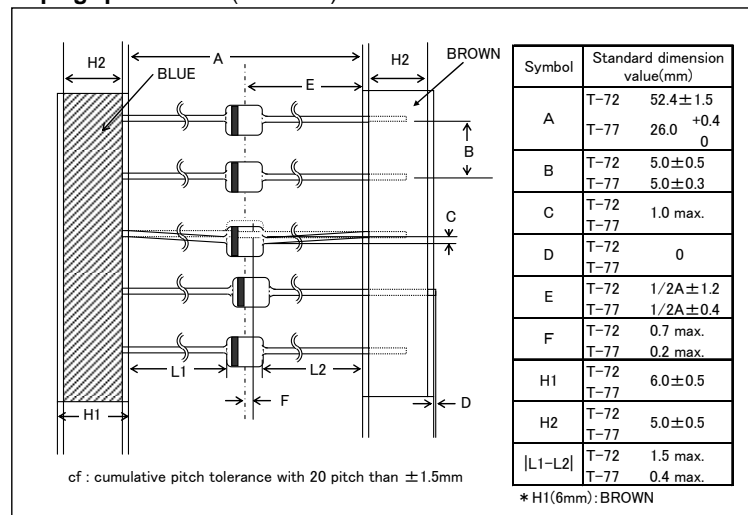 H2
A
H2
BROWN
BLUE
E
B
C
L1
L2
F
D
H1
cf : cumulative pitch tolerance with 20 pitch than ±1.5mm
Symbol Standard dimension value(mm)
A T-72 52.4±1.5
T-77 26.0 +0.4 0
B T-72 5.0±0.5
T-77 5.0±0.3
C T-72 T-77 1.0 max.
D T-72 T-77 0
E T-72 1/2A±1.2
T-77 1/2A±0.4
F T-72 0.7 max.
T-77 0.2 max.
H1 T-72 T-77 6.0±0.5
H2 T-72 T-77 5.0±0.5
|L1-L2| T-72 1.5 max.
T-77 0.4 max.
* H1(6mm):BROWN